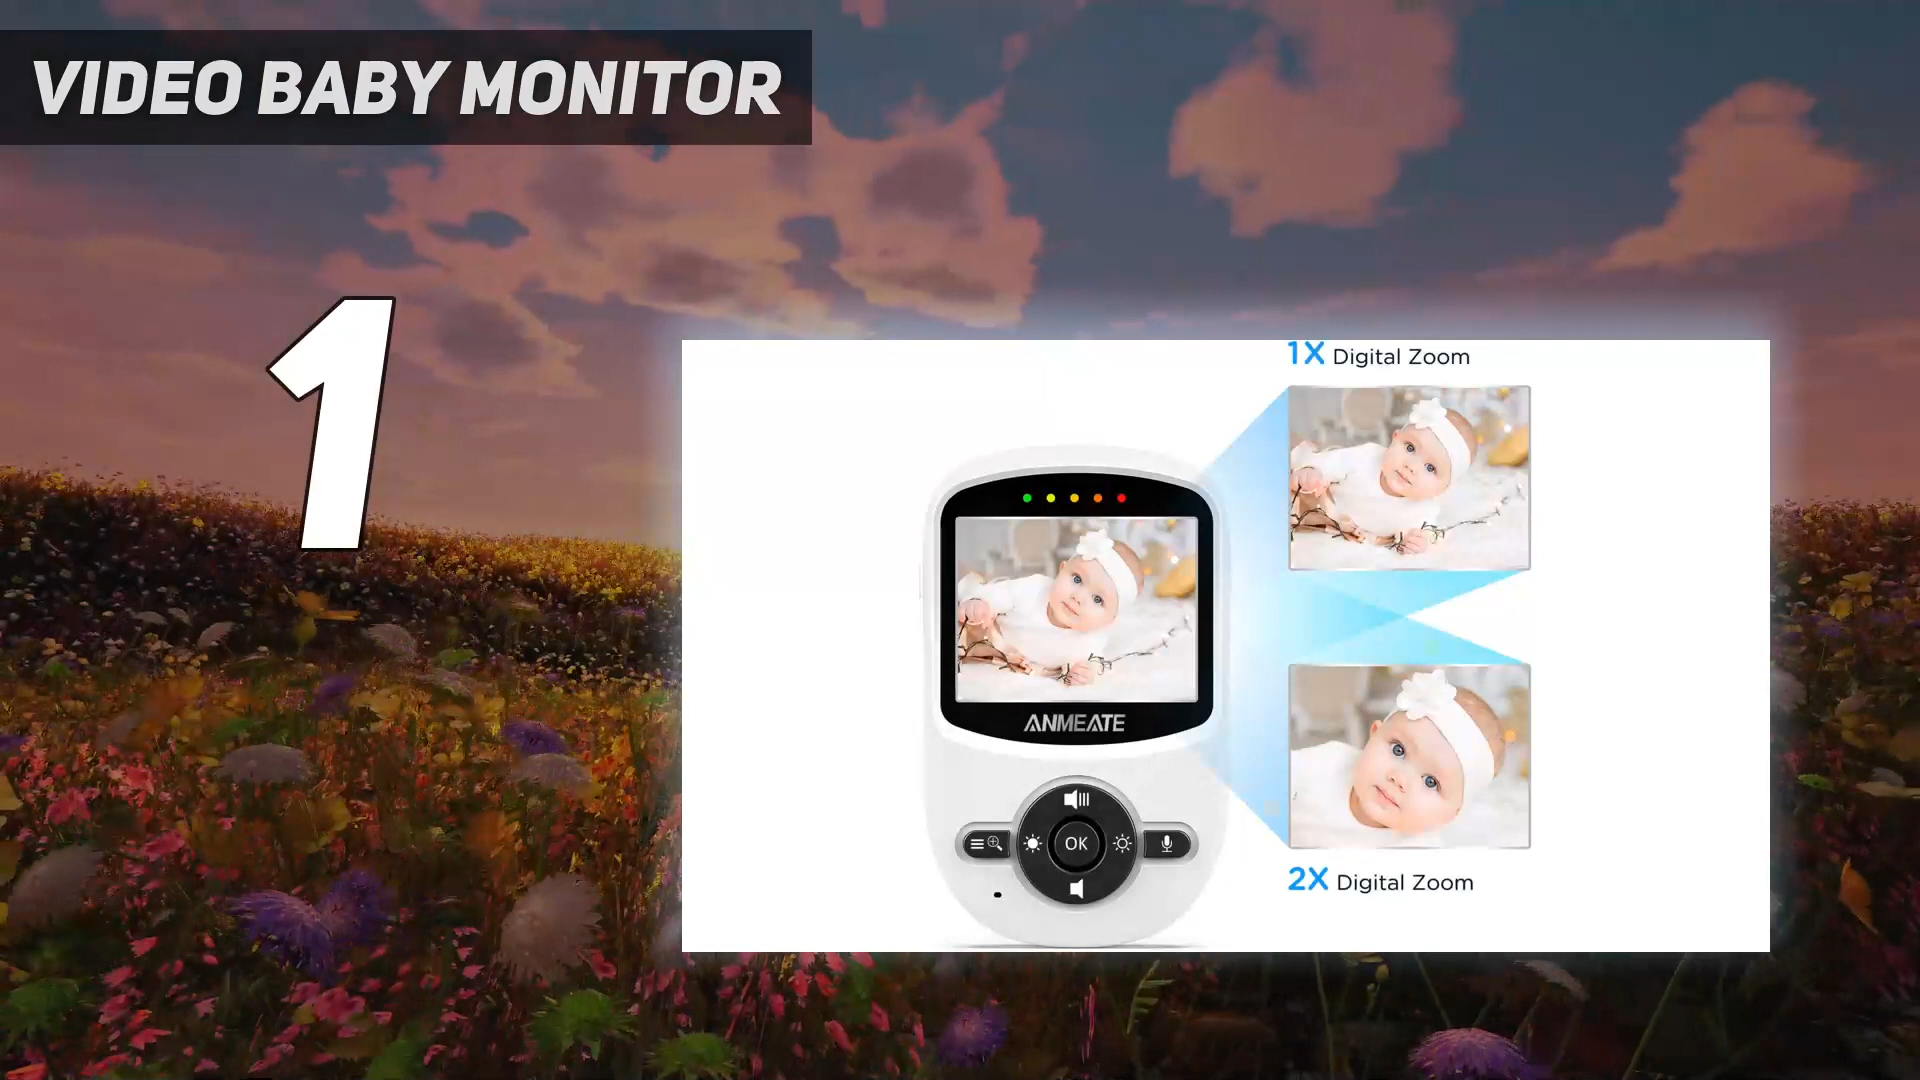 VIDEO BABY MONITOR
1
1X Digital Zoom
ANMEATE
OK
2X Digital Zoom